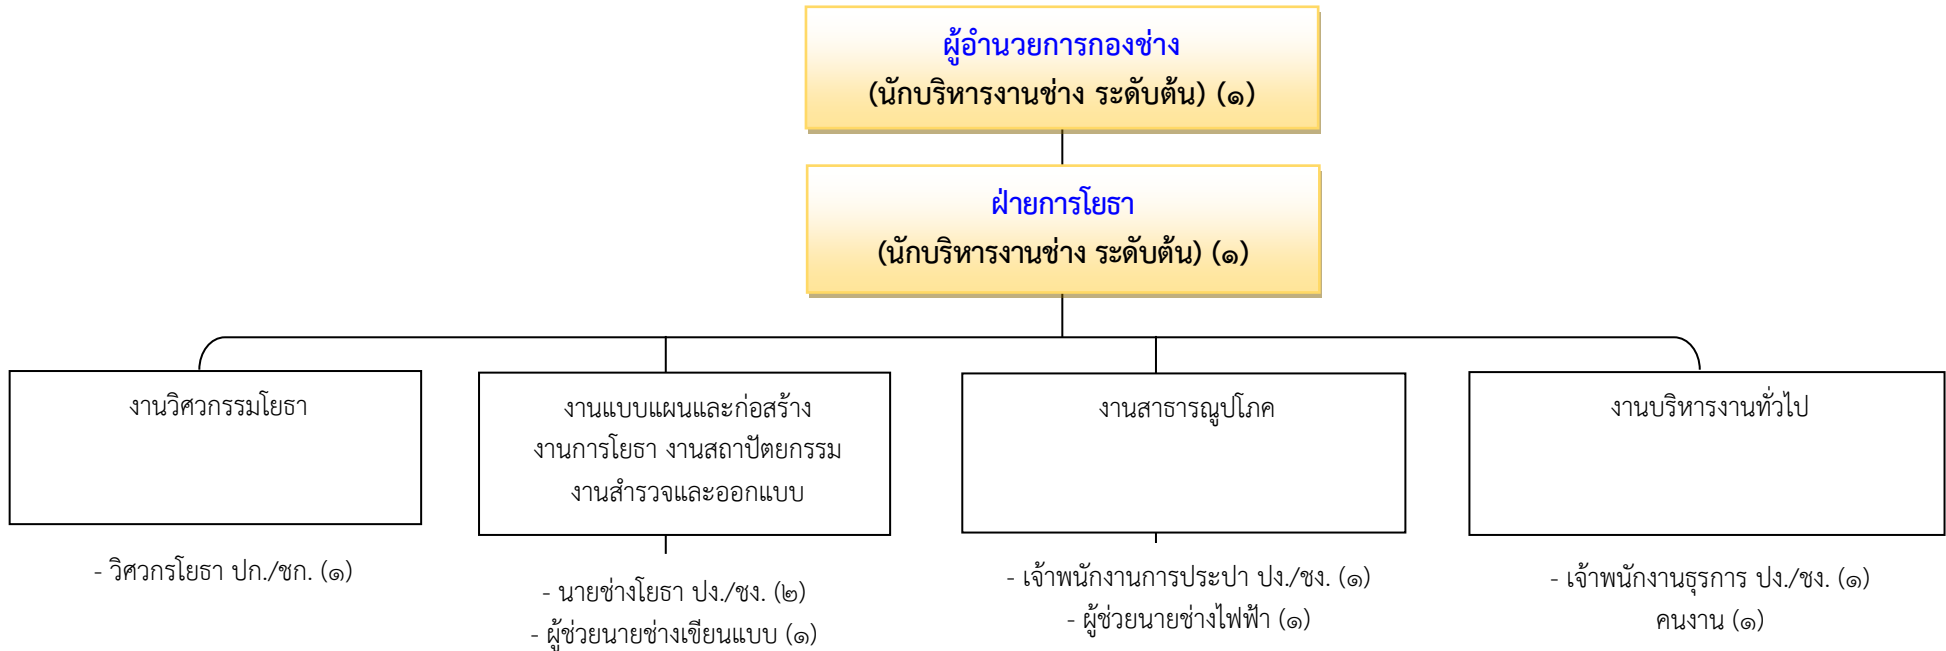 ผู้อำนวยการกองช่าง
(นักบริหารงานช่าง ระดับต้น) (๑)
ฝ่ายการโยธา
(นักบริหารงานช่าง ระดับต้น) (๑)
งานวิศวกรรมโยธา
- วิศวกรโยธา ปก./ชก. (๑)
งานแบบแผนและก่อสร้าง
งานการโยธา งานสถาปัตยกรรม
งานสำรวจและออกแบบ
- นายช่างโยธา ปง./ชง. (๒)
- ผู้ช่วยนายช่างเขียนแบบ (๑)
งานสาธารณูปโภค
- เจ้าพนักงานการประปา ปง./ชง. (๑)
- ผู้ช่วยนายช่างไฟฟ้า (๑)
งานบริหารงานทั่วไป
- เจ้าพนักงานธุรการ ปง./ชง. (๑)
คนงาน (๑)